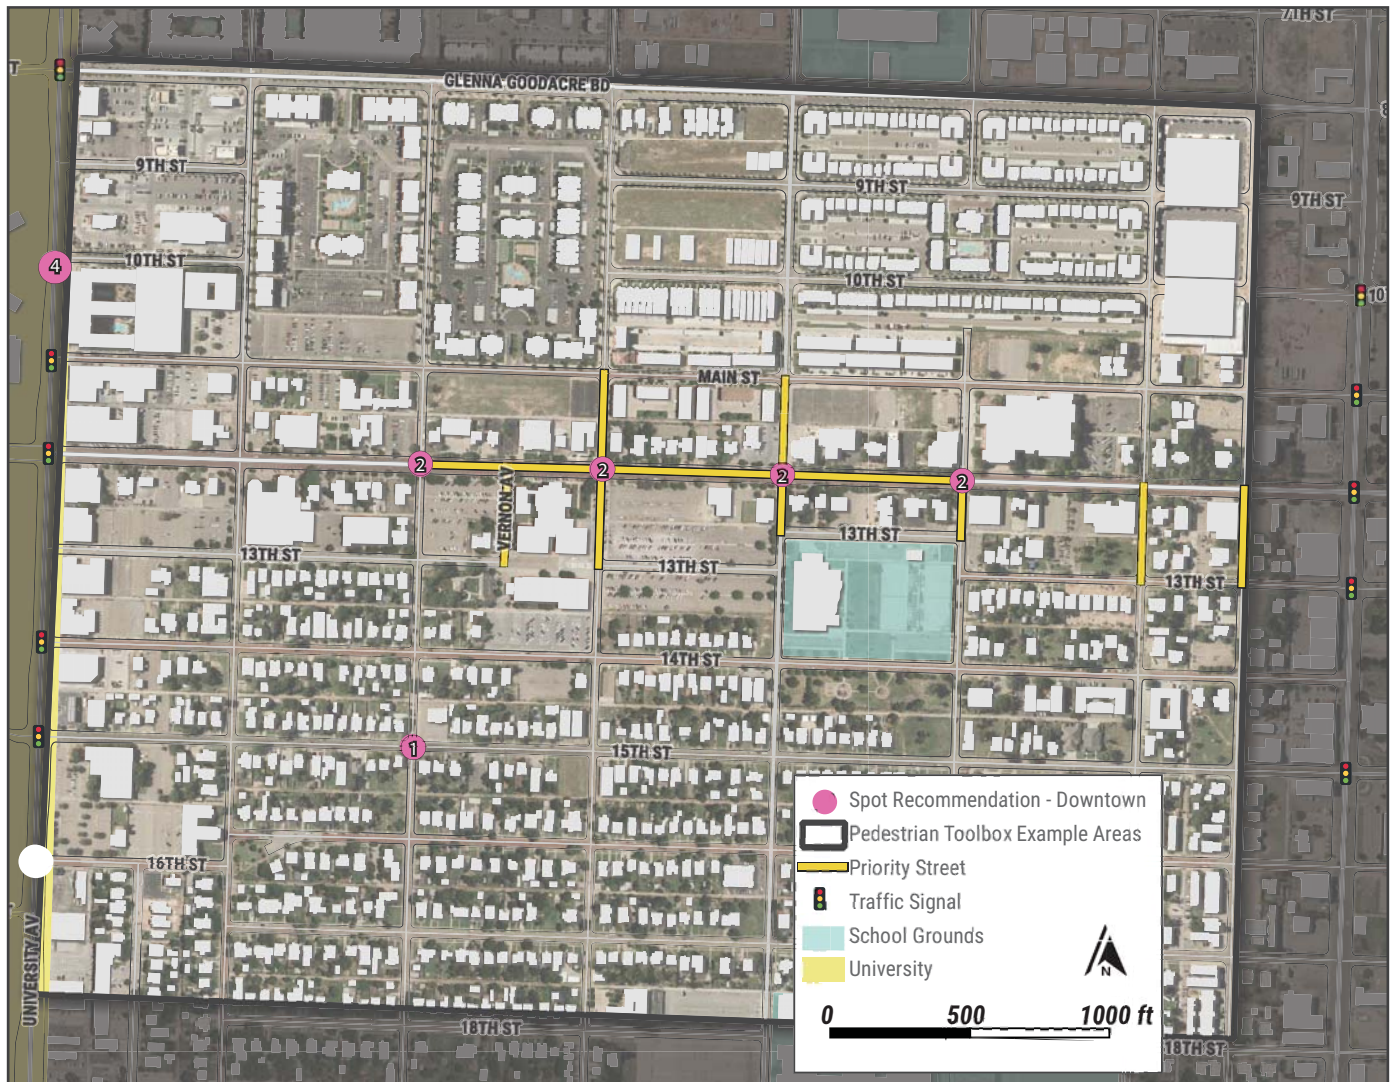 7TH ST
T
GLENNA GOODACRE BD
9TH ST
9TH ST
9TH ST
4
10TH ST
10TH ST
10
MAIN ST
2
2
2
2
VERNON AV
13TH ST
13TH ST
13TH ST
13TH ST
14TH ST
1
15TH ST
16TH ST
UNIVERSITY AV
18TH ST
18TH ST
Spot Recommendation - Downtown
Pedestrian Toolbox Example Areas
Priority Street
Traffic Signal
School Grounds
University
N
0 500 1000 ft